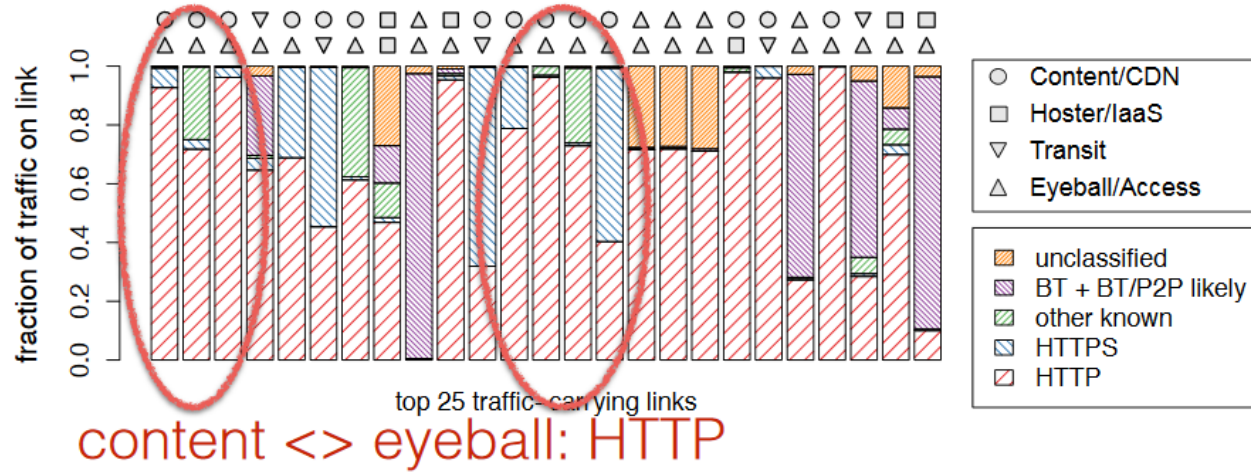 fraction of traffic on link
1.0
0.8
0.6
0.4
0.2
0.0
top 25 traffic-carrying links
content <> eyeball: HTTP
Content/CDN
Hoster/IaaS
Transit
Eyeball/Access
unclassified
BT + BT/P2P likely
other known
HTTPS
HTTP